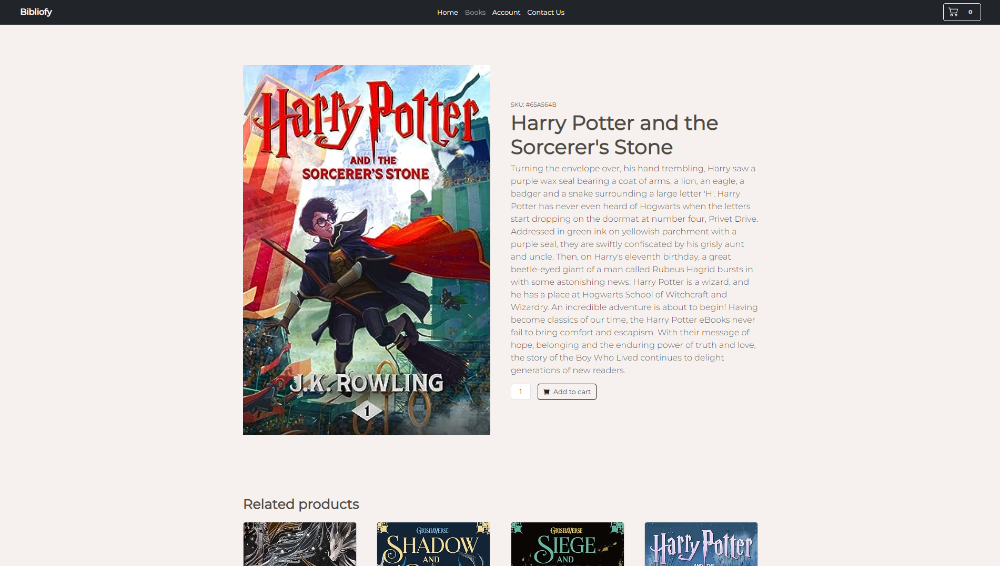 Bibliofy
Home Books Account Contact Us
0
Harry Potter
AND THE
SORCERER'S STONE
J.K. ROWLING
1
SKU: #65A564B
Harry Potter and the
Sorcerer's Stone
Turning the envelope over, his hand trembling, Harry saw a
purple wax seal bearing a coat of arms; a lion, an eagle, a
badger and a snake surrounding a large letter 'H'. Harry
Potter has never even heard of Hogwarts when the letters
start dropping on the doormat at number four, Privet Drive.
Addressed in green ink on yellowish parchment with a
purple seal, they are swiftly confiscated by his grisly aunt
and uncle. Then, on Harry's eleventh birthday, a great
beetle-eyed giant of a man called Rubeus Hagrid bursts in
with some astonishing news: Harry Potter is a wizard, and
he has a place at Hogwarts School of Witchcraft and
Wizardry. An incredible adventure is about to begin! Having
become classics of our time, the Harry Potter eBooks never
fail to bring comfort and escapism. With their message of
hope, belonging and the enduring power of truth and love,
the story of the Boy Who Lived continues to delight
generations of new readers.
1
Add to cart
Related products
GRISHAVERSE
SHADOW
AND
GRISHAVERSE
SIEGE
AND
Harry Potter
AND THE